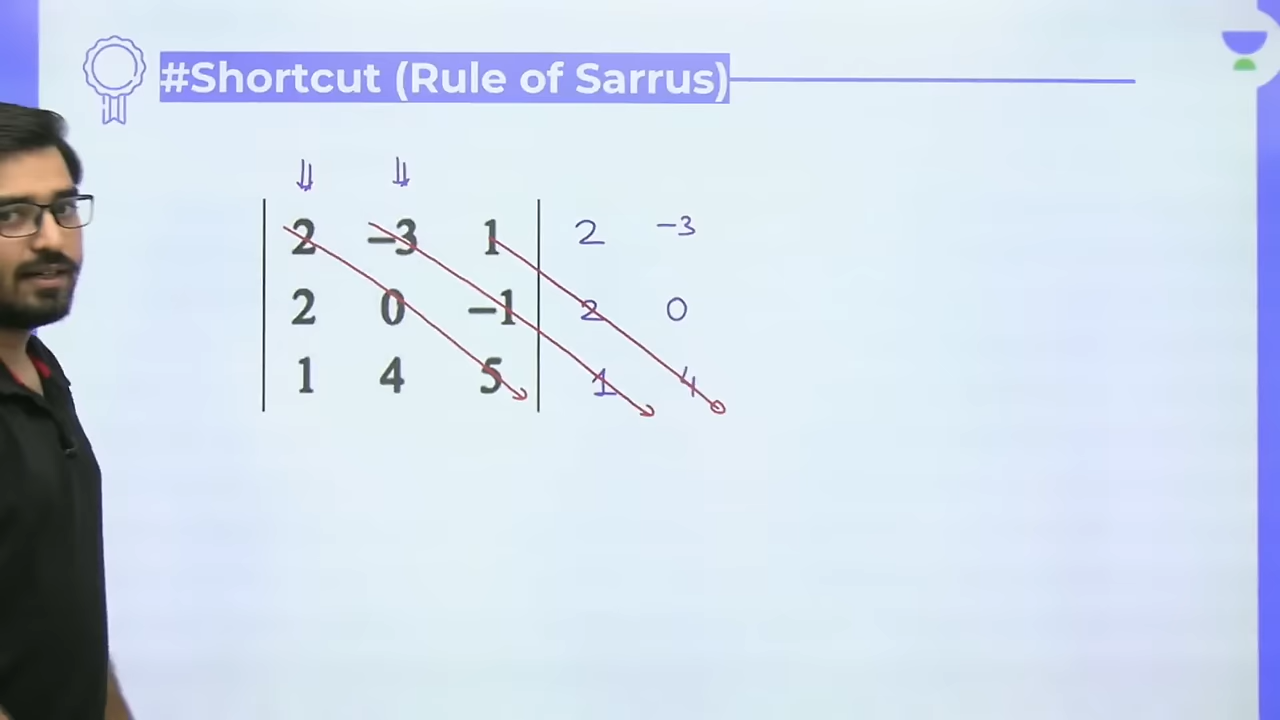 #Shortcut (Rule of Sarrus)
2 -3 1 2 -3
2 0 -1 2 0
1 4 5 1 4